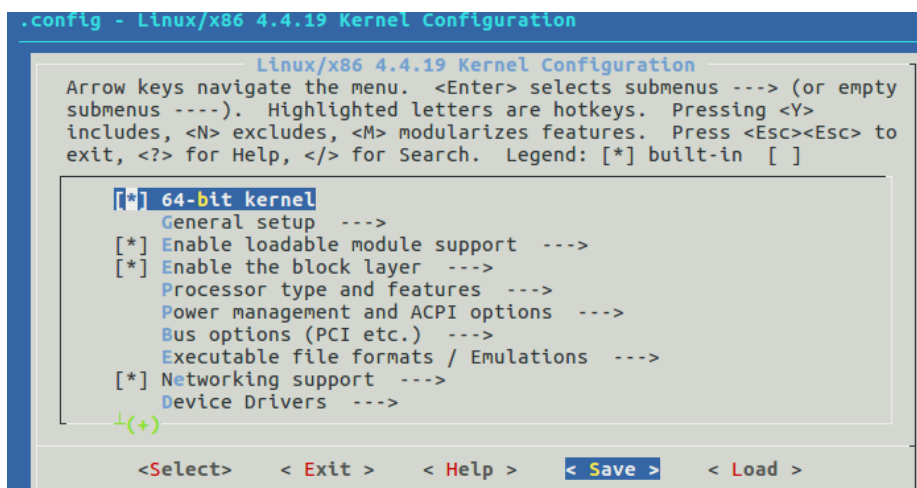 .config - Linux/x86 4.4.19 Kernel Configuration
Linux/x86 4.4.19 Kernel Configuration
Arrow keys navigate the menu.  <Enter> selects submenus ---> (or empty
submenus ----).  Highlighted letters are hotkeys.  Pressing <Y>
includes, <N> excludes, <M> modularizes features.  Press <Esc><Esc> to
exit, <?> for Help, </> for Search.  Legend: [*] built-in  [ ]
[*] 64-bit kernel
General setup  --->
[*] Enable loadable module support  --->
[*] Enable the block layer  --->
Processor type and features  --->
Power management and ACPI options  --->
Bus options (PCI etc.)  --->
Executable file formats / Emulations  --->
[*] Networking support  --->
Device Drivers  --->
┴(+)
<Select>    < Exit >    < Help >    < Save >    < Load >